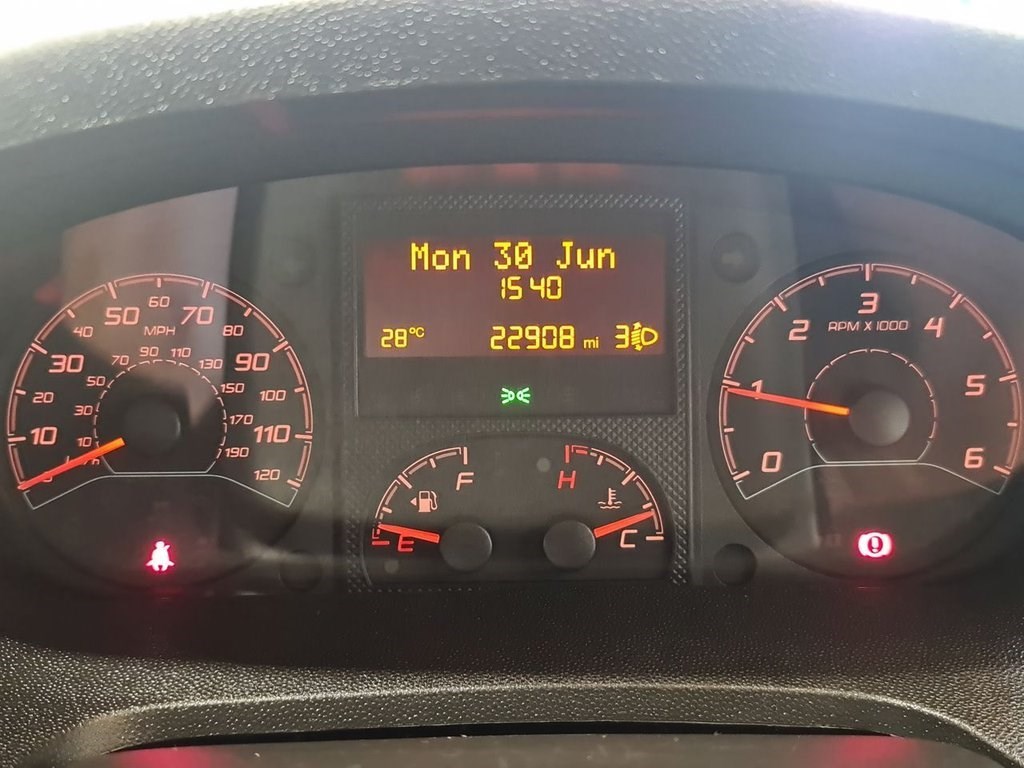 Mon 30 Jun
15 40
28°C 22908 mi 3
10 20 30 40 50 60 70 80 90 100 110 120
MPH
10 30 50 70 90 110 130 150 170 190
km/h
F
E
H
C
0 1 2 3 4 5 6
RPM X 1000